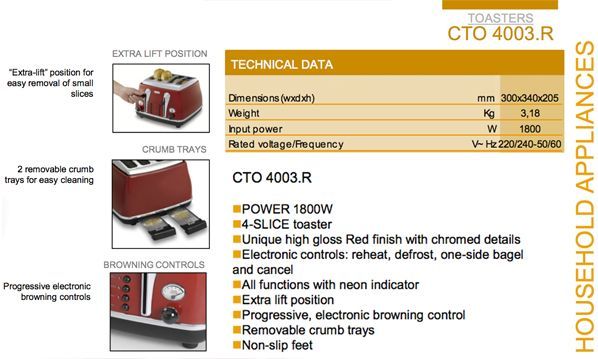 TOASTERS
CTO 4003.R
HOUSEHOLD APPLIANCES
EXTRA LIFT POSITION
"Extra-lift" position for
easy removal of small
slices
CRUMB TRAYS
2 removable crumb
trays for easy cleaning
BROWNING CONTROLS
Progressive electronic
browning controls
TECHNICAL DATA
Dimensions (wxdxh) mm 300x340x205
Weight Kg 3,18
Input power W 1800
Rated voltage/Frequency V~ Hz 220/240-50/60
CTO 4003.R
■POWER 1800W
■4-SLICE toaster
■Unique high gloss Red finish with chromed details
■Electronic controls: reheat, defrost, one-side bagel
and cancel
■All functions with neon indicator
■Extra lift position
■Progressive, electronic browning control
■Removable crumb trays
■Non-slip feet